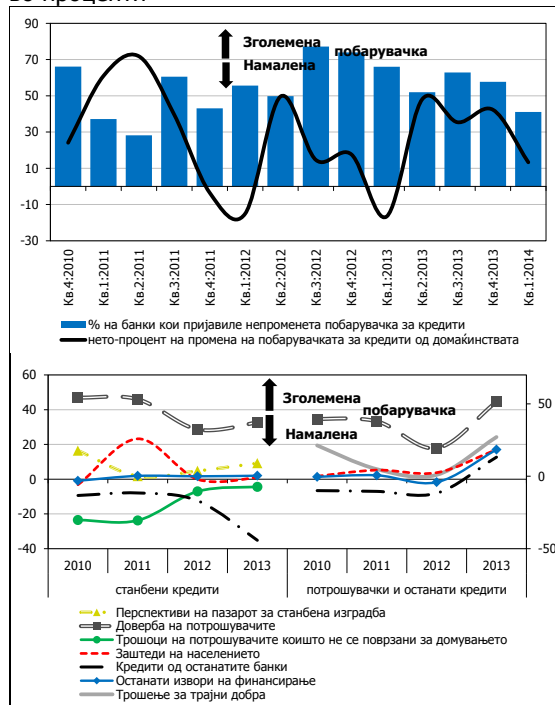 во проценти
90
70
50
30
10
-10
-30
Зголемена
побарувачка
Намалена
Кв.4:2010
Кв.1:2011
Кв.2:2011
Кв.3:2011
Кв.4:2011
Кв.1:2012
Кв.2:2012
Кв.3:2012
Кв.4:2012
Кв.1:2013
Кв.2:2013
Кв.3:2013
Кв.4:2013
Кв.1:2014
% на банки кои пријавиле непроменета побарувачка за кредити
нето-процент на промена на побарувачката за кредити од домаќинствата
60
40
20
0
-20
-40
50
0
-50
Зголемена
побарувачка
Намалена
2010 2011 2012 2013 2010 2011 2012 2013
станбени кредити потрошувачки и останати кредити
Перспективи на пазарот за станбена изградба
Доверба на потрошувачите
Трошоци на потрошувачите коишто не се поврзани за домувањето
Заштеди на населението
Кредити од останатите банки
Останати извори на финансирање
Трошење за трајни добра